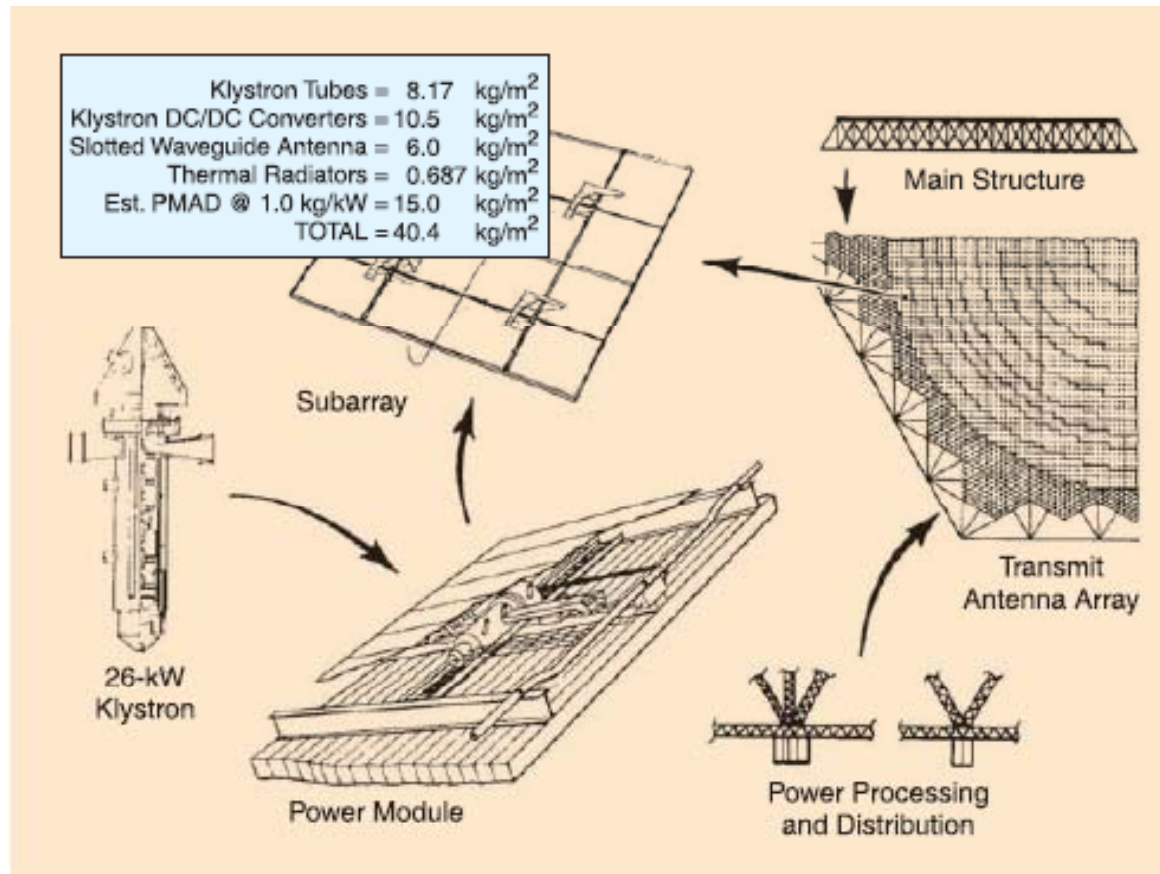 Klystron Tubes = 8.17 kg/m²
Klystron DC/DC Converters = 10.5 kg/m²
Slotted Waveguide Antenna = 6.0 kg/m²
Thermal Radiators = 0.687 kg/m²
Est. PMAD @ 1.0 kg/kW = 15.0 kg/m²
TOTAL = 40.4 kg/m²
Main Structure
Subarray
Transmit
Antenna Array
26-kW
Klystron
Power Module
Power Processing
and Distribution